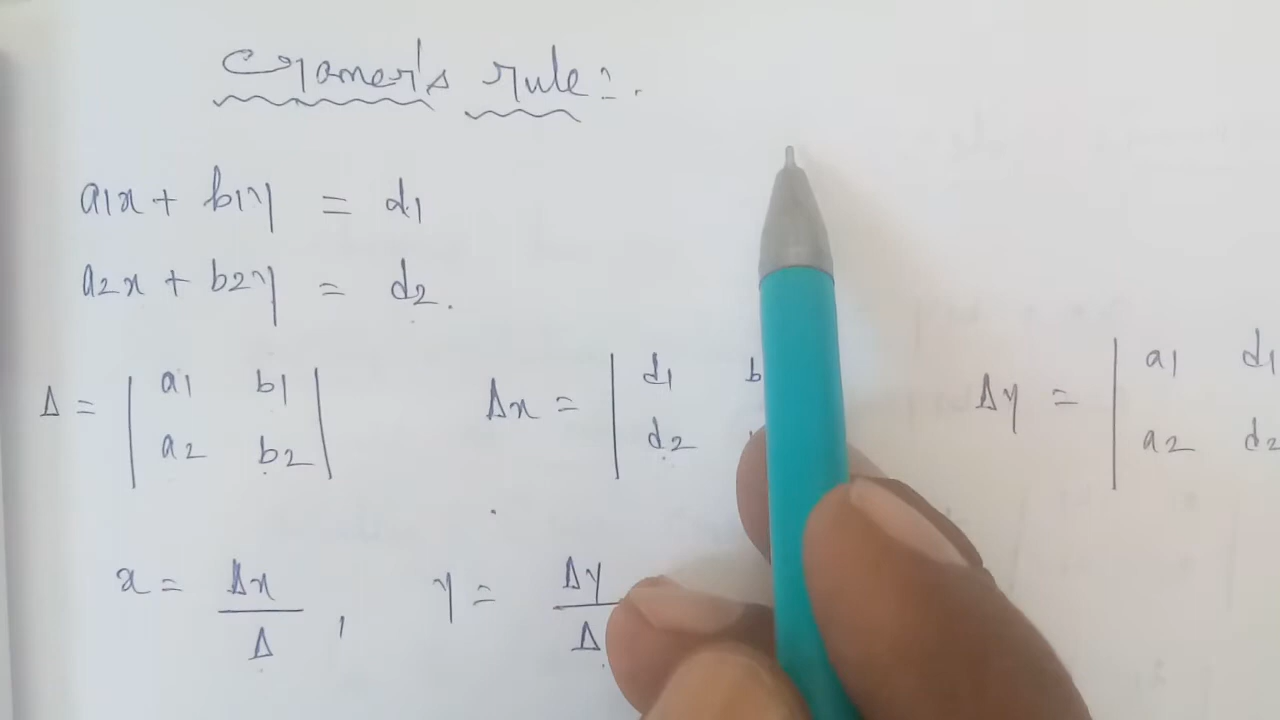 Cramer's rule:.
a1x + b1y = d1
a2x + b2y = d2.
Δ = | a1 b1 | Δx = | d1 b Δy = | a1 d1
| a2 b2 | | d2 | a2 d2
x = Δx / Δ , y = Δy / Δ.